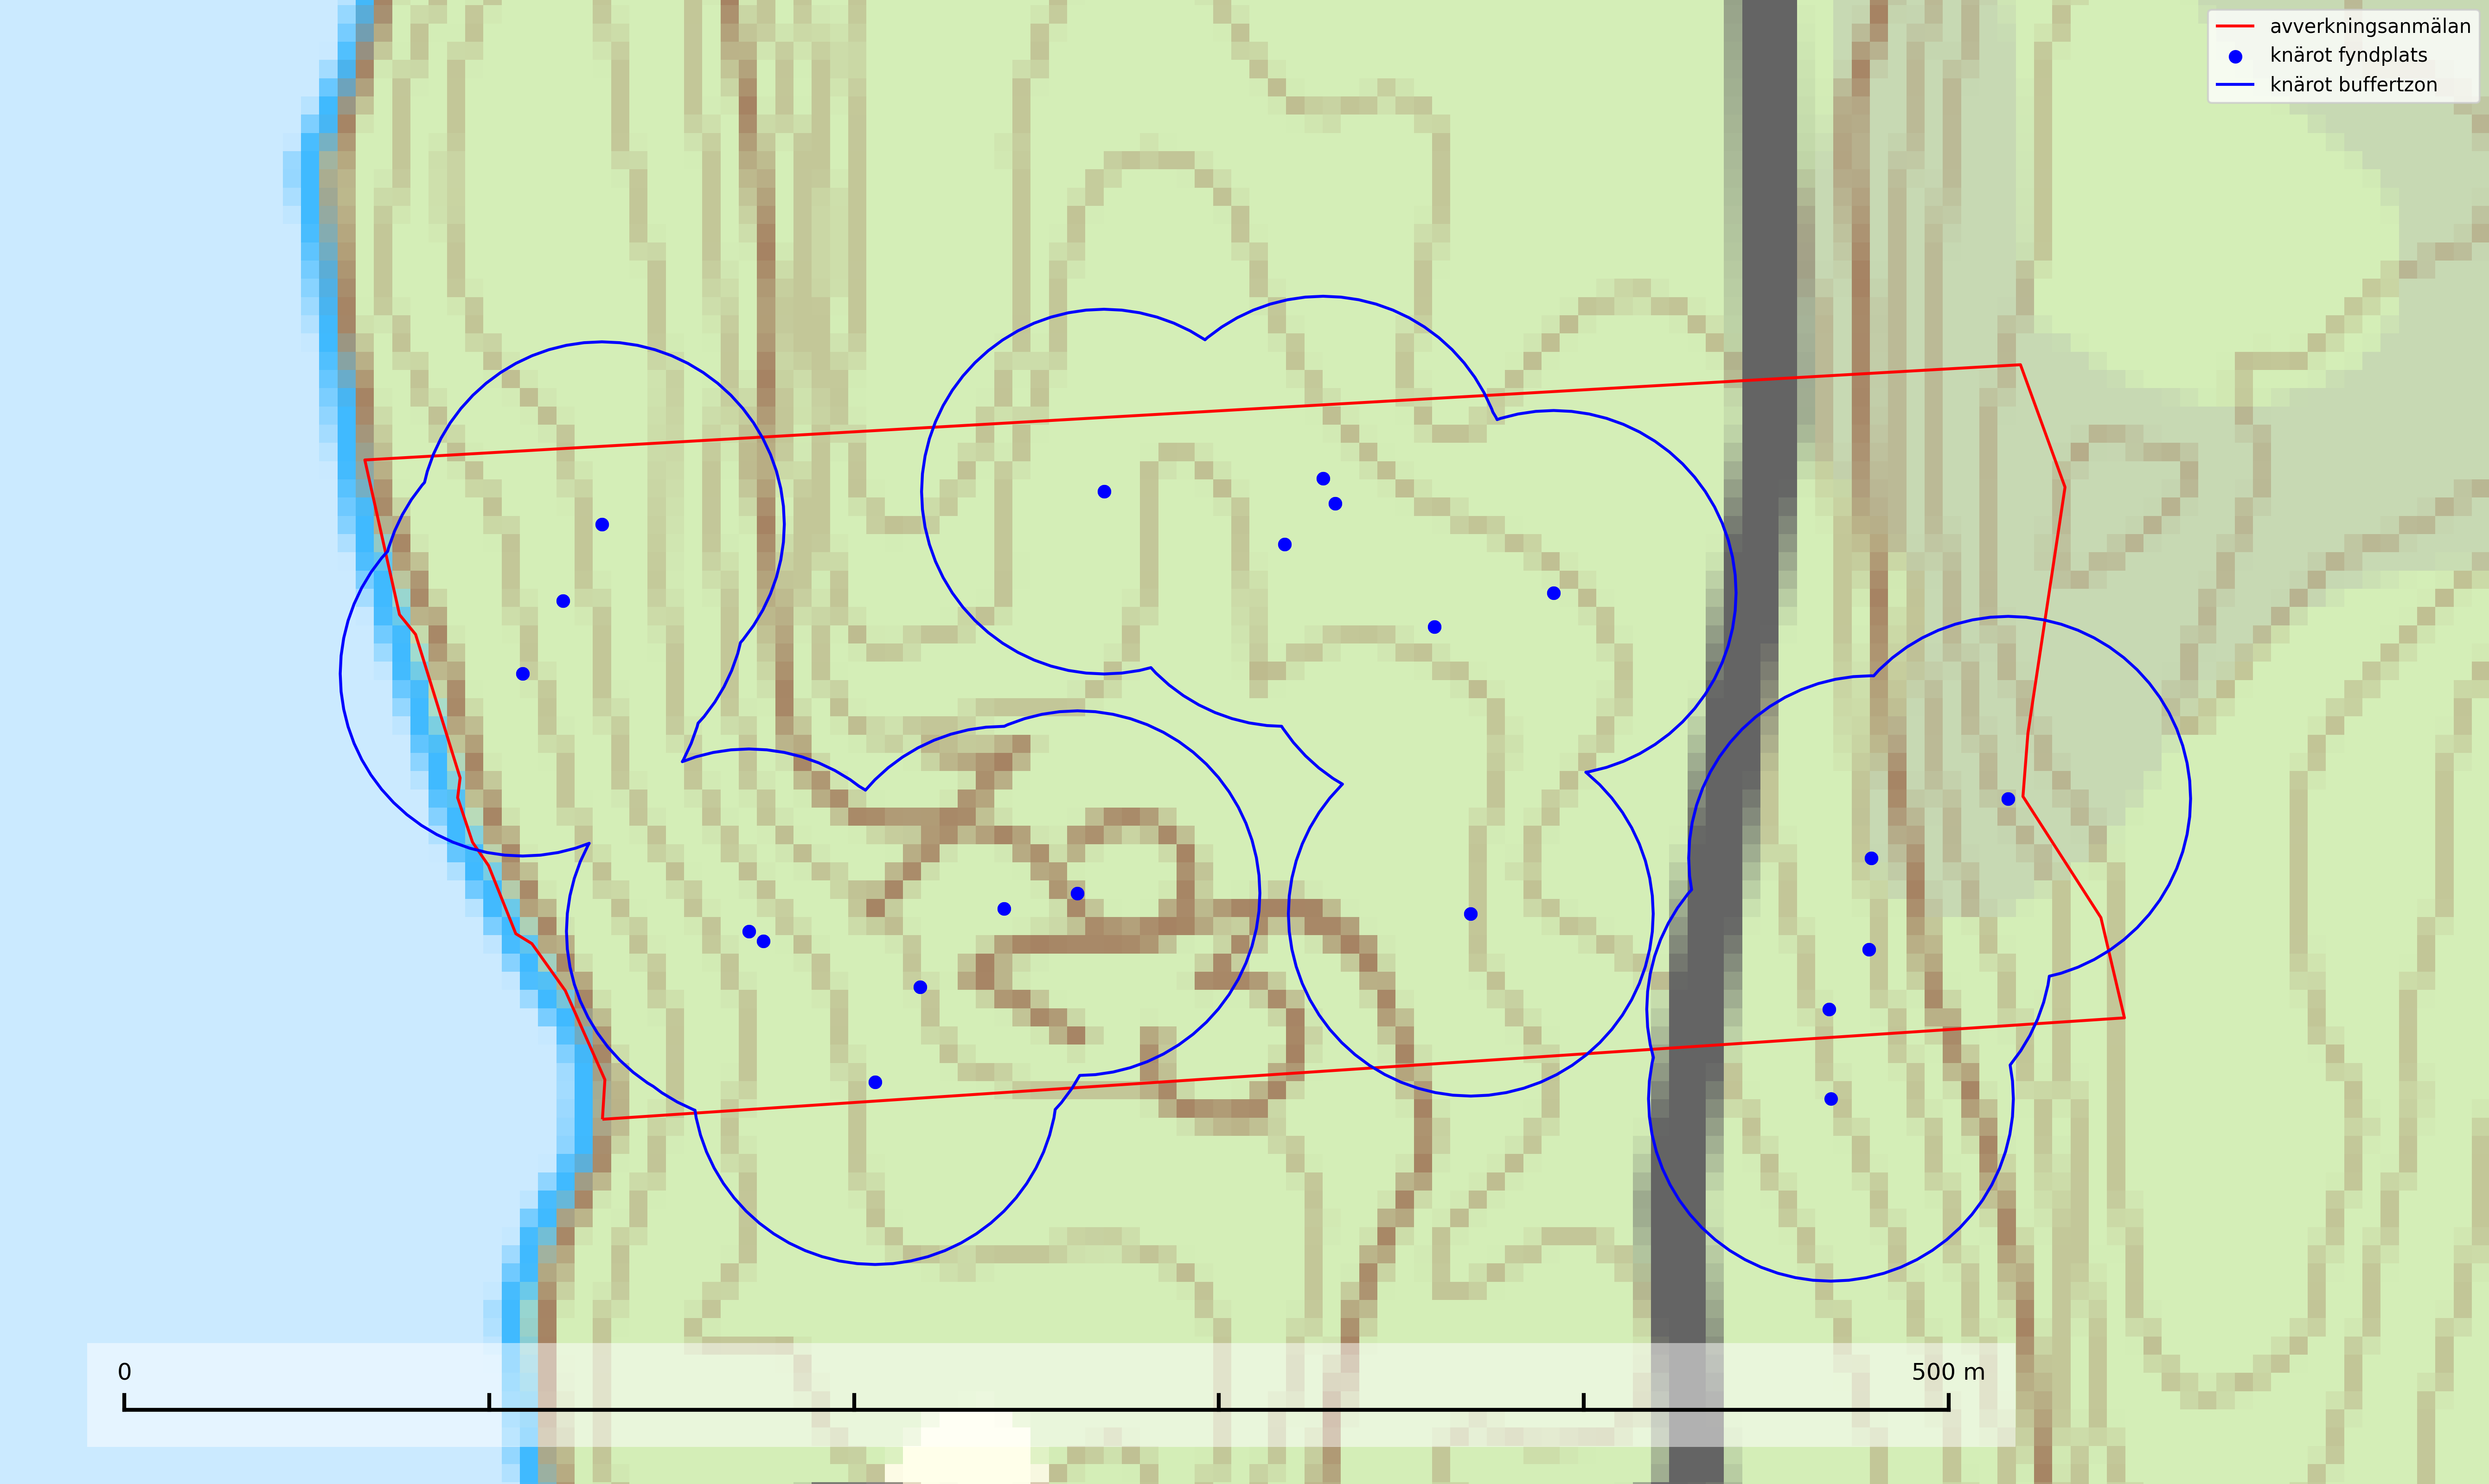 avverkningsanmälan
knärot fyndplats
knärot buffertzon
0
500 m